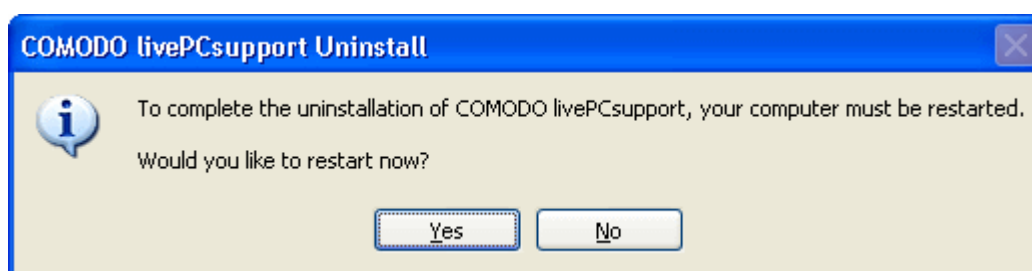 COMODO livePCsupport Uninstall
To complete the uninstallation of COMODO livePCsupport, your computer must be restarted.
Would you like to restart now?
Yes No